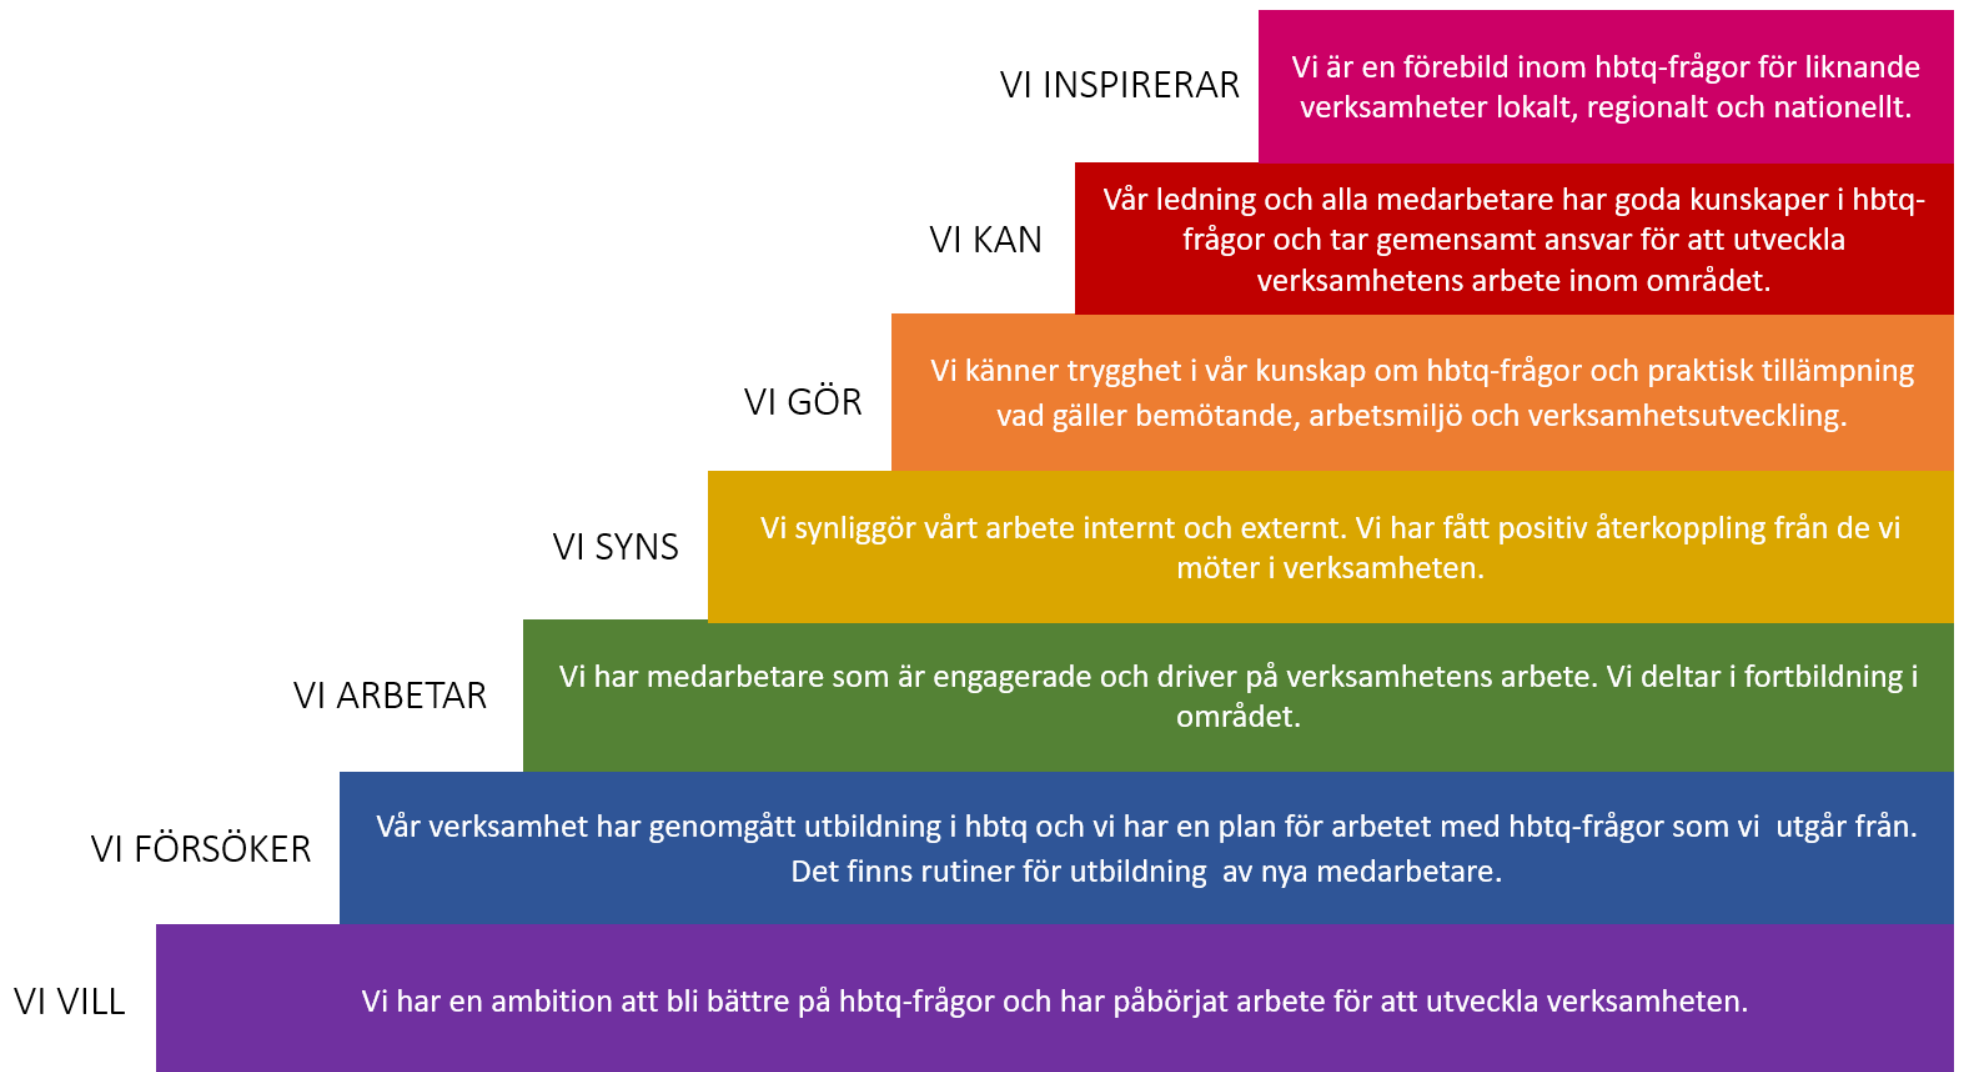 VI INSPIRERAR
Vi är en förebild inom hbtq-frågor för liknande
verksamheter lokalt, regionalt och nationellt.
VI KAN
Vår ledning och alla medarbetare har goda kunskaper i hbtq-
frågor och tar gemensamt ansvar för att utveckla
verksamhetens arbete inom området.
VI GÖR
Vi känner trygghet i vår kunskap om hbtq-frågor och praktisk tillämpning
vad gäller bemötande, arbetsmiljö och verksamhetsutveckling.
VI SYNS
Vi synliggör vårt arbete internt och externt. Vi har fått positiv återkoppling från de vi
möter i verksamheten.
VI ARBETAR
Vi har medarbetare som är engagerade och driver på verksamhetens arbete. Vi deltar i fortbildning i
området.
VI FÖRSÖKER
Vår verksamhet har genomgått utbildning i hbtq och vi har en plan för arbetet med hbtq-frågor som vi  utgår från.
Det finns rutiner för utbildning  av nya medarbetare.
VI VILL
Vi har en ambition att bli bättre på hbtq-frågor och har påbörjat arbete för att utveckla verksamheten.